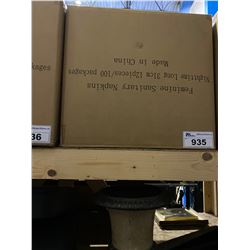 Feminine Sanitary Napkins
Nighttime Long 31cm 12pieces/100 packages
Made in China
ckages
36
935